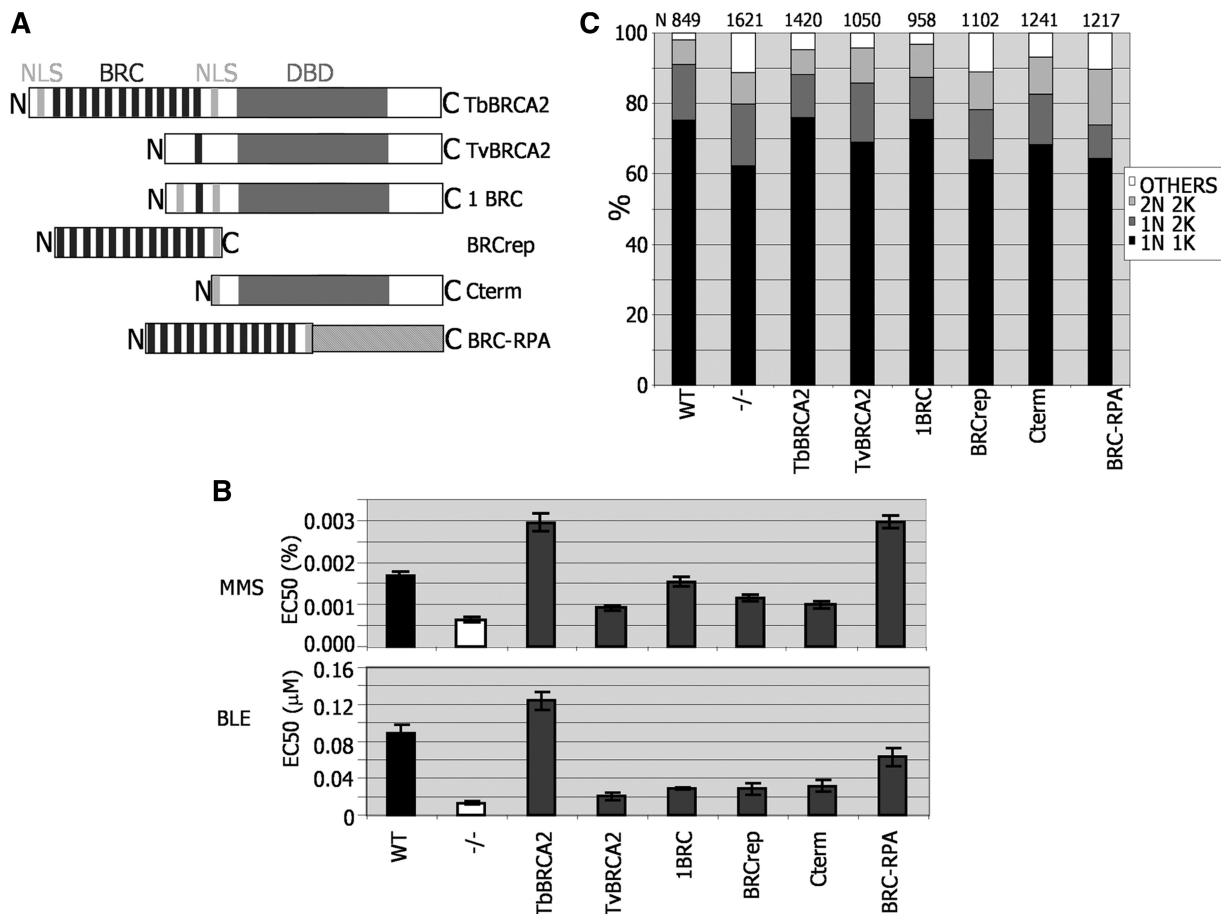 A
NLS BRC NLS DBD
N C TbBRCA2
N C TvBRCA2
N C 1 BRC
N C BRCrep
N C Cterm
N C BRC-RPA
C
N 849 1621 1420 1050 958 1102 1241 1217
100
80
60
40
20
0
%
WT
-/-
TbBRCA2
TvBRCA2
1BRC
BRCrep
Cterm
BRC-RPA
OTHERS
2N 2K
1N 2K
1N 1K
B
MMS
EC50 (%)
0.003
0.002
0.001
0.000
BLE
EC50 (µM)
0.16
0.12
0.08
0.04
0
WT
-/-
TbBRCA2
TvBRCA2
1BRC
BRCrep
Cterm
BRC-RPA